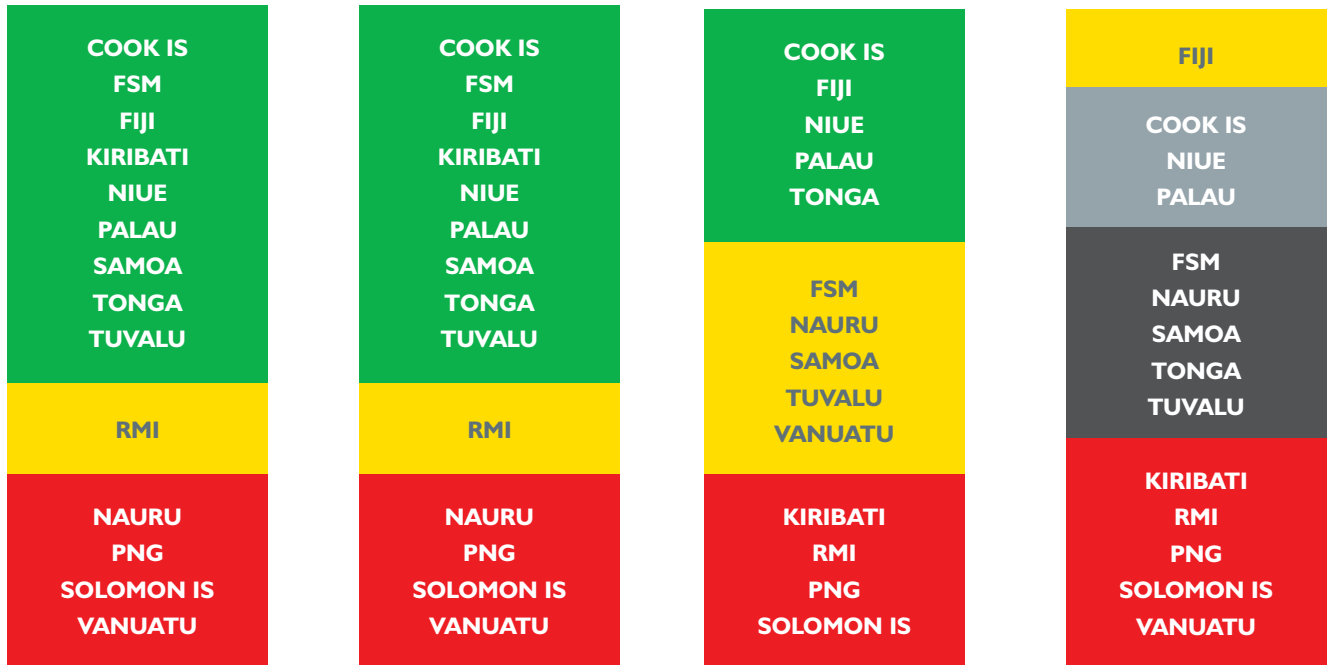 COOK IS
FSM
FIJI
KIRIBATI
NIUE
PALAU
SAMOA
TONGA
TUVALU
RMI
NAURU
PNG
SOLOMON IS
VANUATU
COOK IS
FSM
FIJI
KIRIBATI
NIUE
PALAU
SAMOA
TONGA
TUVALU
RMI
NAURU
PNG
SOLOMON IS
VANUATU
COOK IS
FIJI
NIUE
PALAU
TONGA
FSM
NAURU
SAMOA
TUVALU
VANUATU
KIRIBATI
RMI
PNG
SOLOMON IS
FIJI
COOK IS
NIUE
PALAU
FSM
NAURU
SAMOA
TONGA
TUVALU
KIRIBATI
RMI
PNG
SOLOMON IS
VANUATU